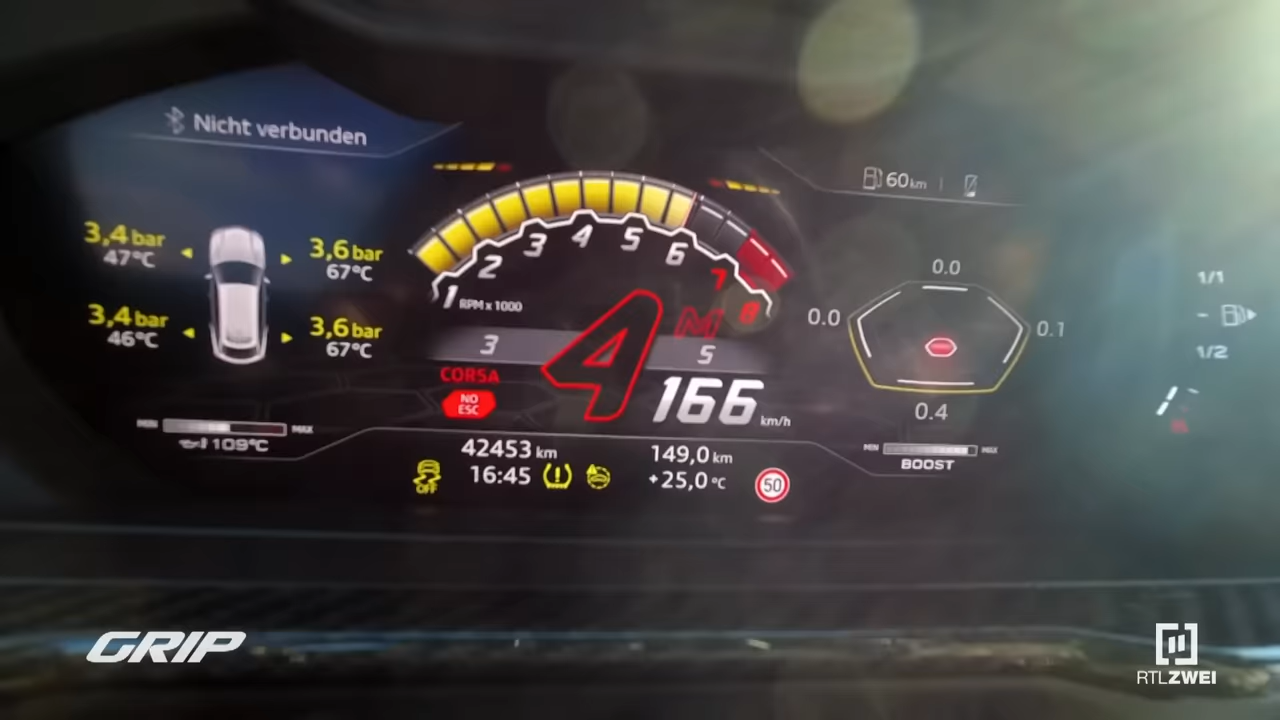 Nicht verbunden
60 km
3,4 bar
47°C
3,6 bar
67°C
3,4 bar
46°C
3,6 bar
67°C
1 2 3 4 5 6 7 8
RPM x 1000
M
3 4 5
CORSA
NO
ESC
166 km/h
0.0
0.0
0.1
0.4
1/1
1/2
MIN MAX
109°C
MIN MAX
BOOST
42453 km
149,0 km
OFF
16:45
+25,0 °C
50
GRIP
RTLZWEI